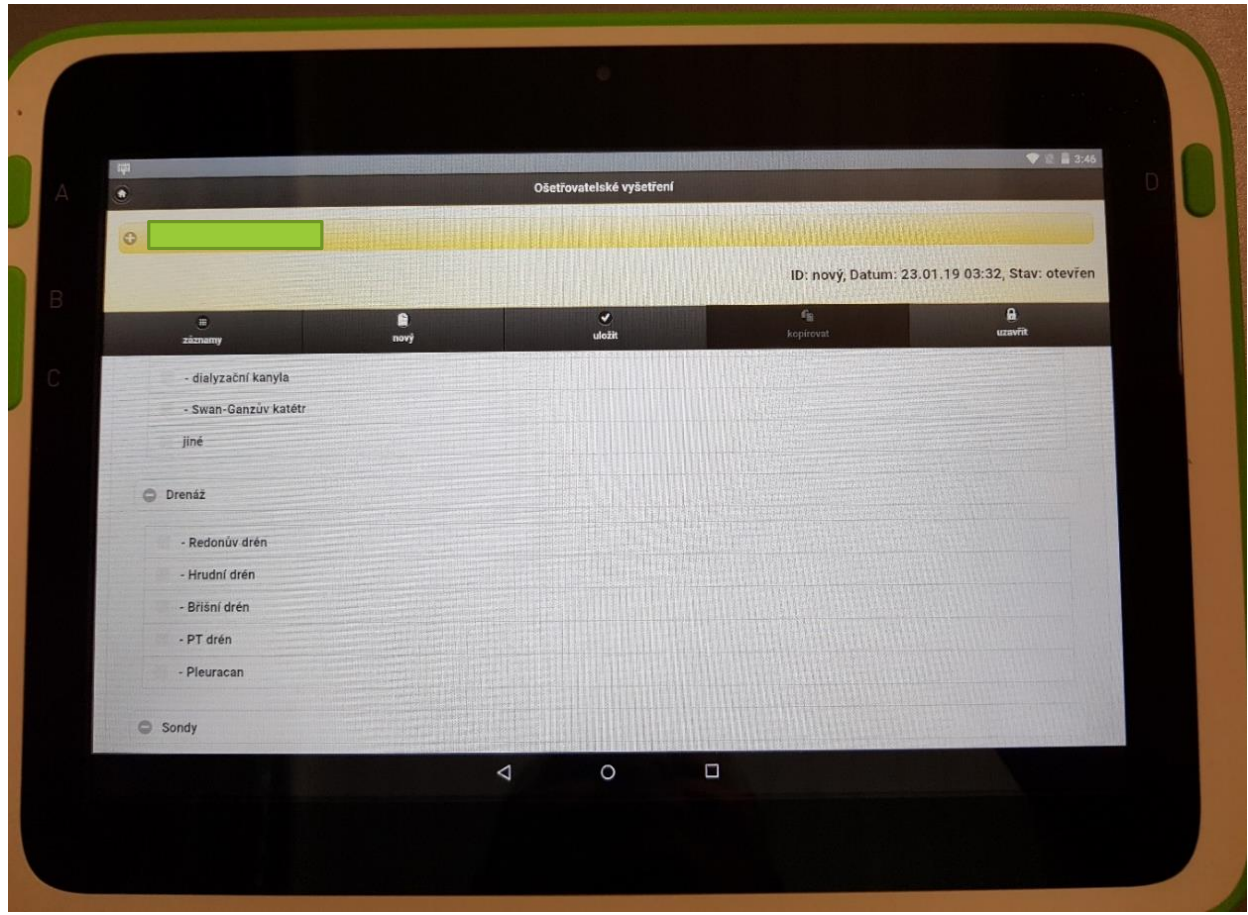 3:46
Ošetřovatelské vyšetření
ID: nový, Datum: 23.01.19 03:32, Stav: otevřen
záznamy
nový
uložit
kopírovat
uzavřít
- dialyzační kanyla
- Swan-Ganzův katétr
jiné
Drenáž
- Redonův drén
- Hrudní drén
- Břišní drén
- PT drén
- Pleuracan
Sondy
A
B
C
D